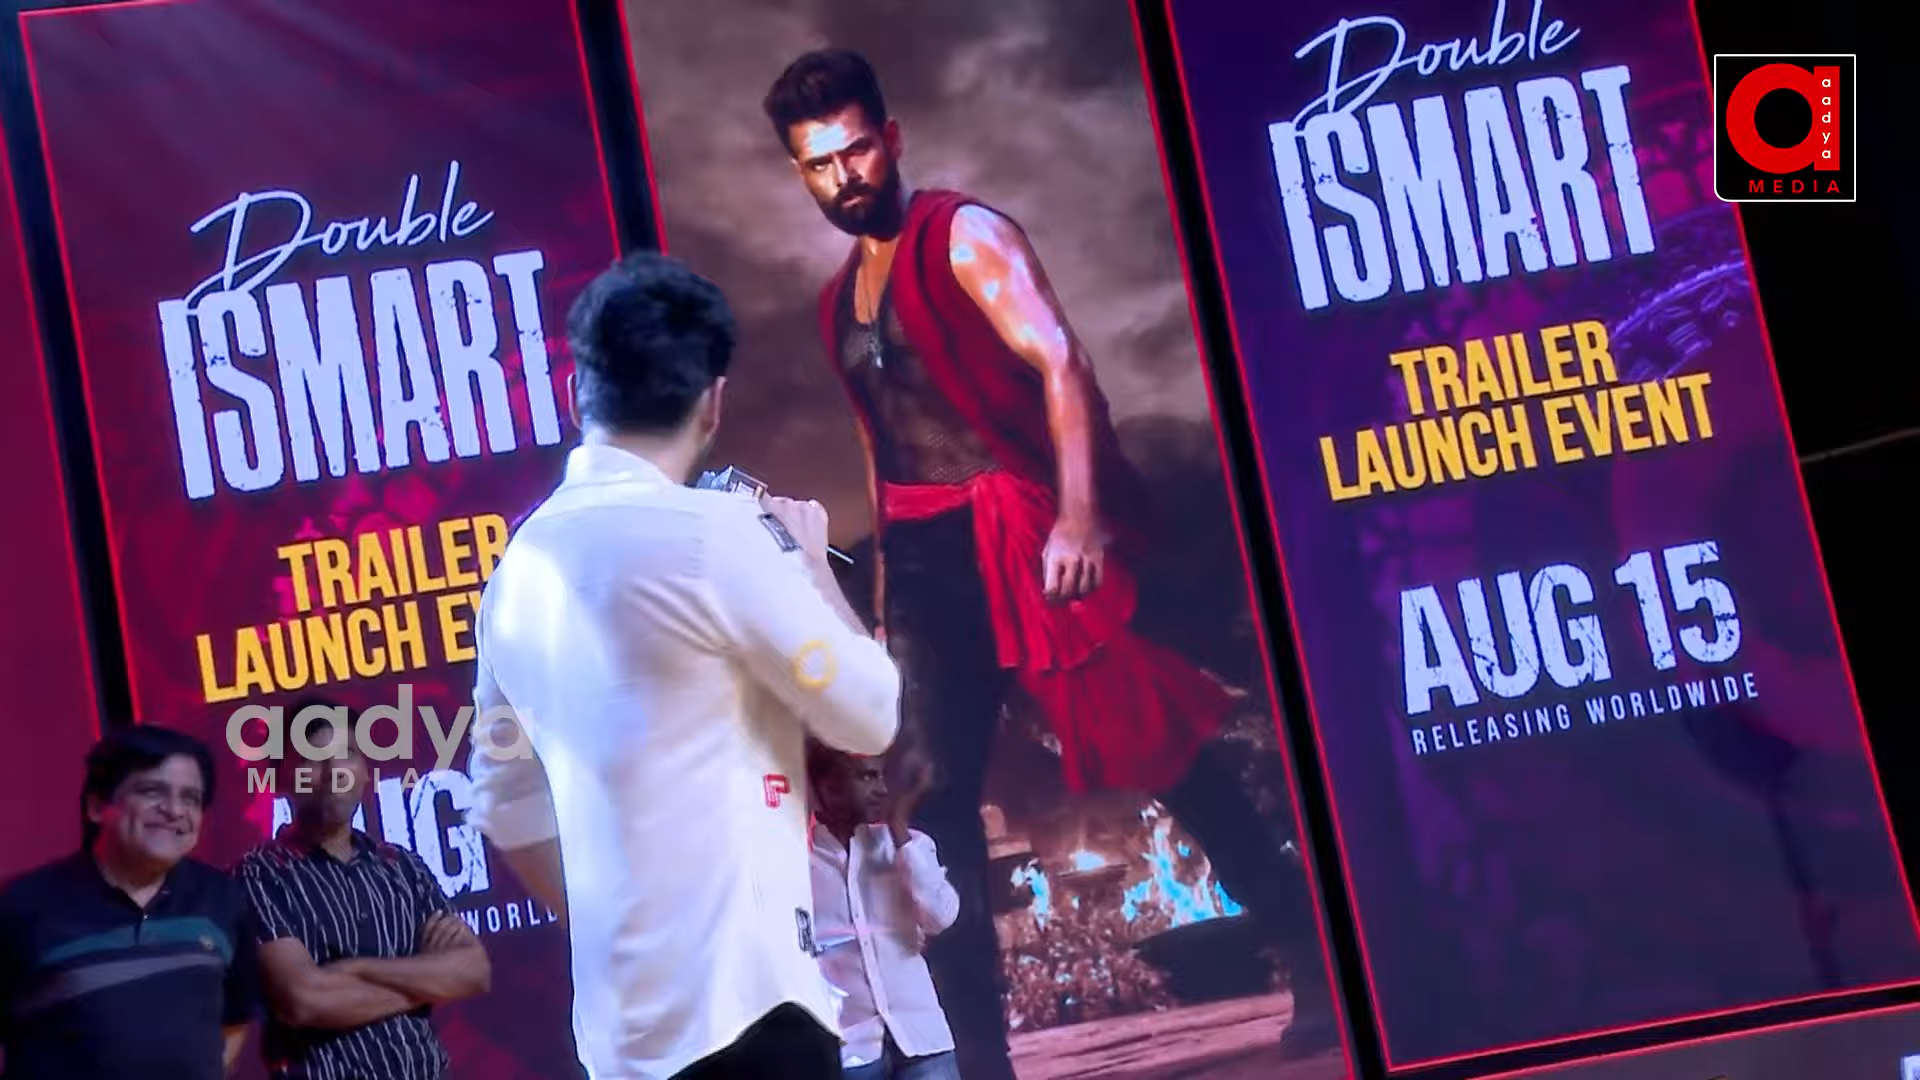 Double
ISMART
TRAILER
LAUNCH EV
AUG
WORLD
Double
ISMART
TRAILER
LAUNCH EVENT
AUG 15
RELEASING WORLDWIDE
aadya
MEDIA
aadya
MEDIA